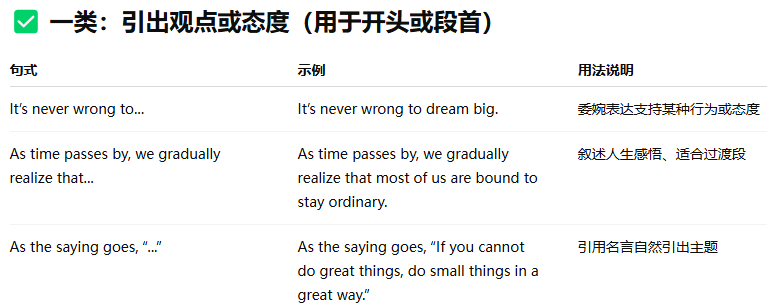 ✅ 一类：引出观点或态度（用于开头或段首）
句式 示例 用法说明
It’s never wrong to... It’s never wrong to dream big. 委婉表达支持某种行为或态度
As time passes by, we gradually As time passes by, we gradually 叙述人生感悟、适合过渡段
realize that... realize that most of us are bound to
stay ordinary.
As the saying goes, “...” As the saying goes, “If you cannot 引用名言自然引出主题
do great things, do small things in a
great way.”